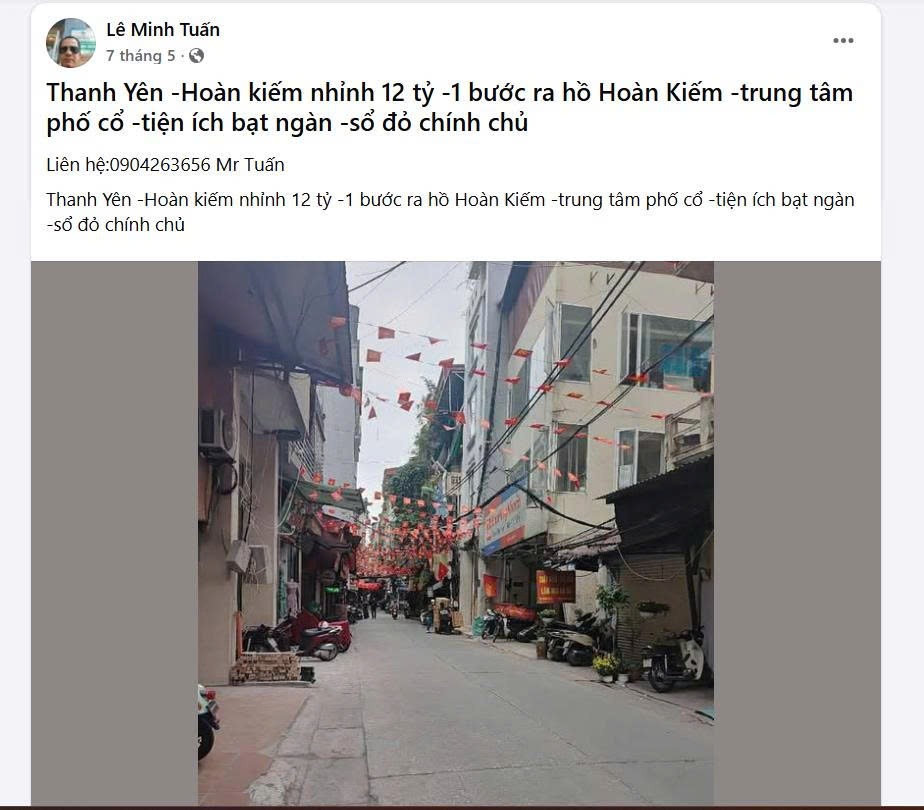 Lê Minh Tuấn
7 tháng 5 ·
Thanh Yên -Hoàn kiếm nhỉnh 12 tỷ -1 bước ra hồ Hoàn Kiếm -trung tâm
phố cổ -tiện ích bạt ngàn -sổ đỏ chính chủ
Liên hệ:0904263656 Mr Tuấn
Thanh Yên -Hoàn kiếm nhỉnh 12 tỷ -1 bước ra hồ Hoàn Kiếm -trung tâm phố cổ -tiện ích bạt ngàn
-sổ đỏ chính chủ